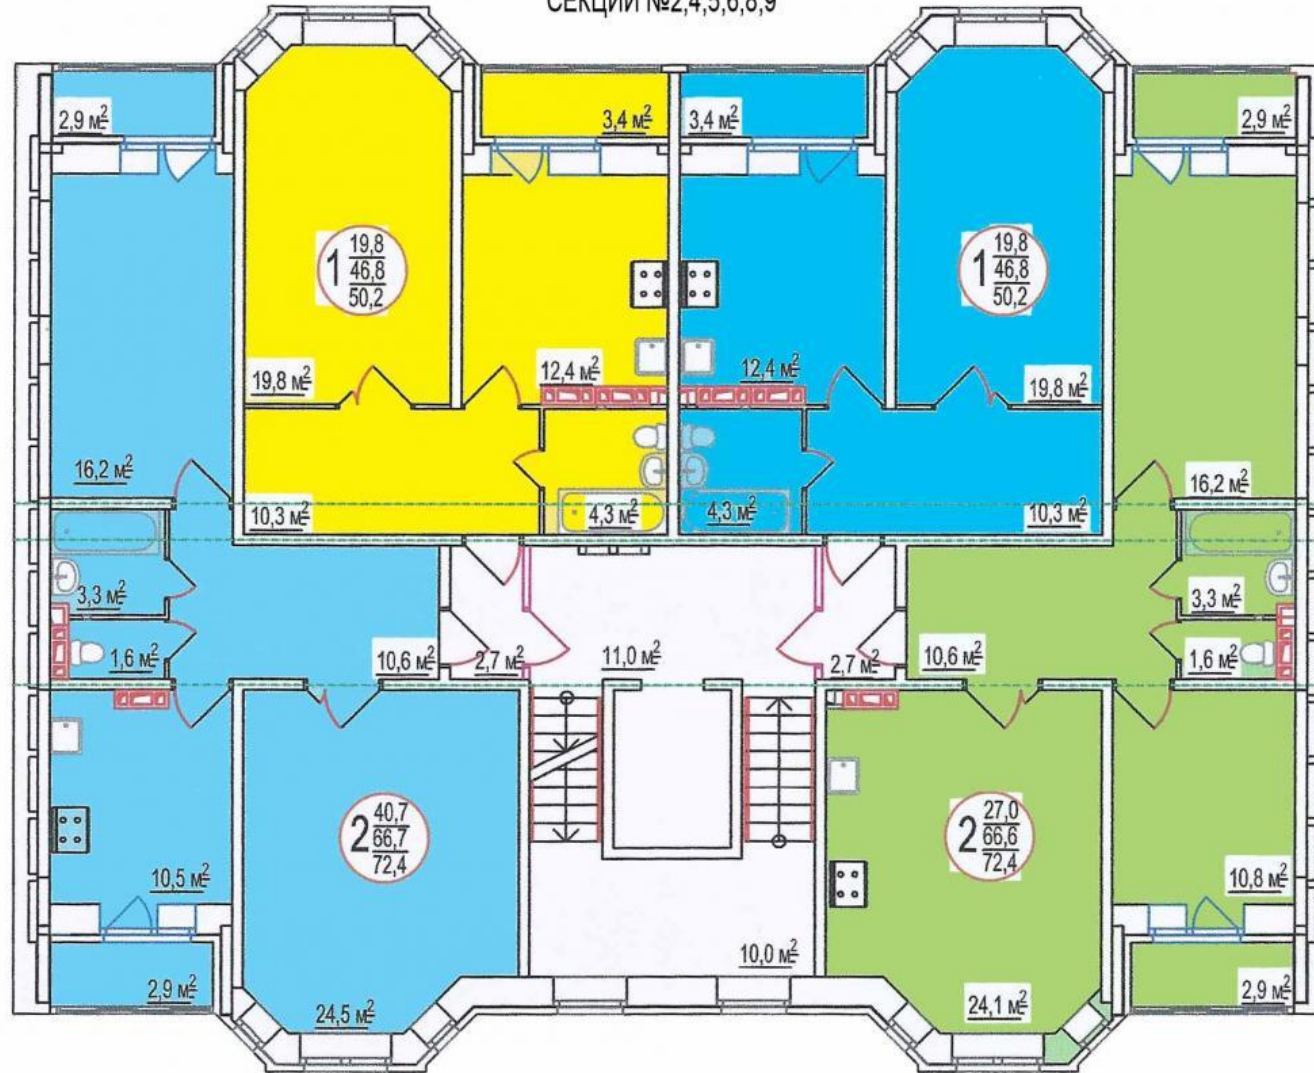 СЕКЦИИ №2,4,5,6,8,9
2,9 м²
3,4 м²
3,4 м²
2,9 м²
1 19,8
46,8
50,2
1 19,8
46,8
50,2
19,8 м²
12,4 м²
12,4 м²
19,8 м²
16,2 м²
16,2 м²
10,3 м²
4,3 м²
4,3 м²
10,3 м²
3,3 м²
3,3 м²
1,6 м²
10,6 м²
2,7 м²
11,0 м²
2,7 м²
10,6 м²
1,6 м²
2 40,7
66,7
72,4
2 27,0
66,6
72,4
10,5 м²
10,8 м²
10,0 м²
2,9 м²
24,5 м²
24,1 м²
2,9 м²